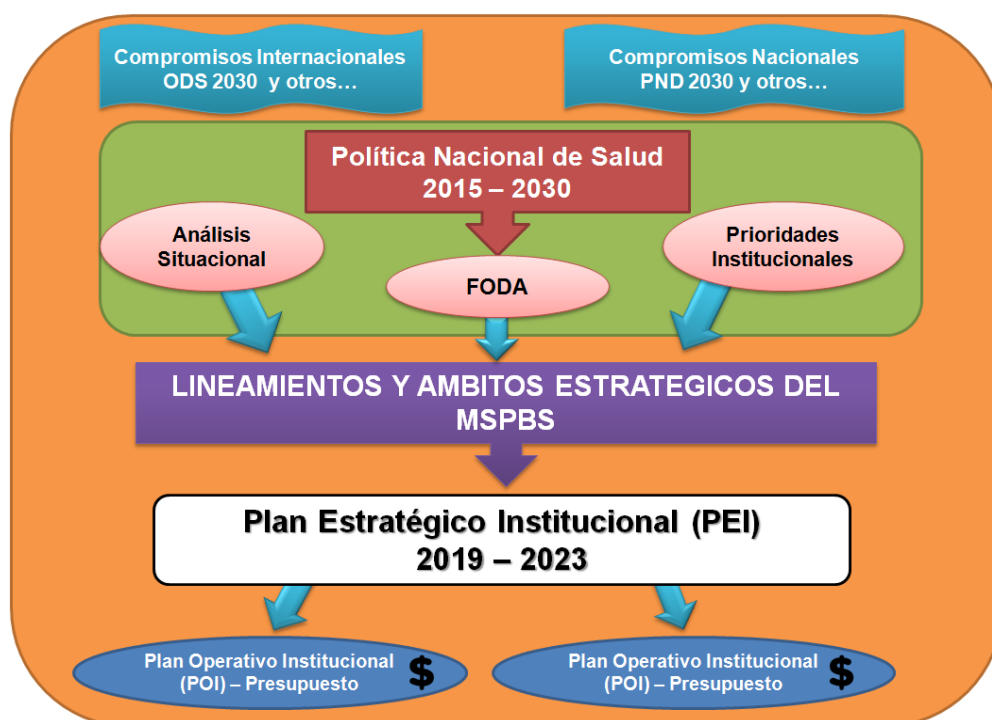 Compromisos Internacionales
ODS 2030 y otros…
Compromisos Nacionales
PND 2030 y otros…
Política Nacional de Salud
2015 – 2030
Análisis
Situacional
FODA
Prioridades
Institucionales
LINEAMIENTOS Y AMBITOS ESTRATEGICOS DEL
MSPBS
Plan Estratégico Institucional (PEI)
2019 – 2023
Plan Operativo Institucional
(POI) – Presupuesto
$
Plan Operativo Institucional
(POI) – Presupuesto
$